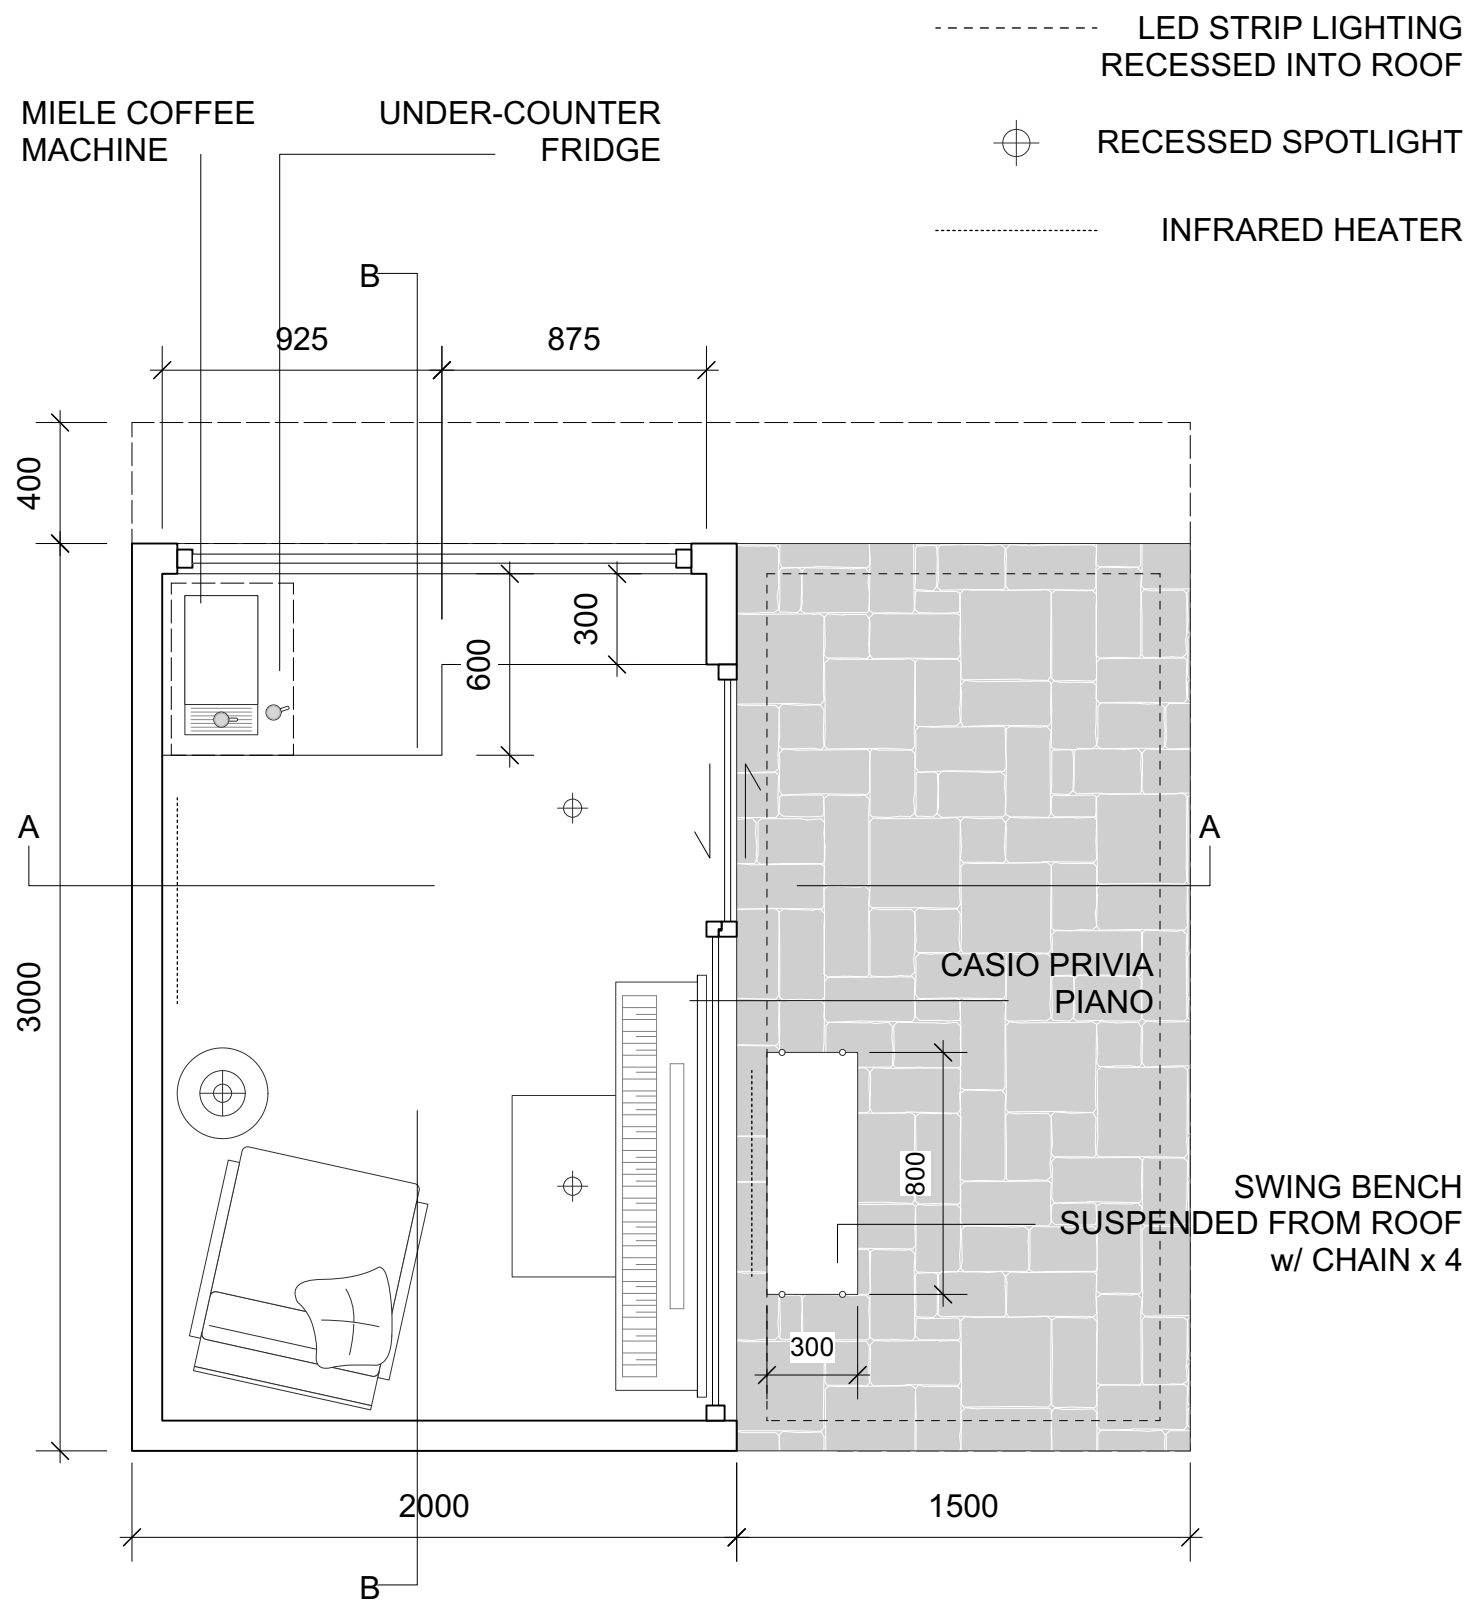 LED STRIP LIGHTING
RECESSED INTO ROOF
MIELE COFFEE
MACHINE
UNDER-COUNTER
FRIDGE
RECESSED SPOTLIGHT
INFRARED HEATER
B
925
875
400
300
600
A
A
3000
CASIO PRIVIA
PIANO
800
SWING BENCH
SUSPENDED FROM ROOF
w/ CHAIN x 4
300
2000
1500
B